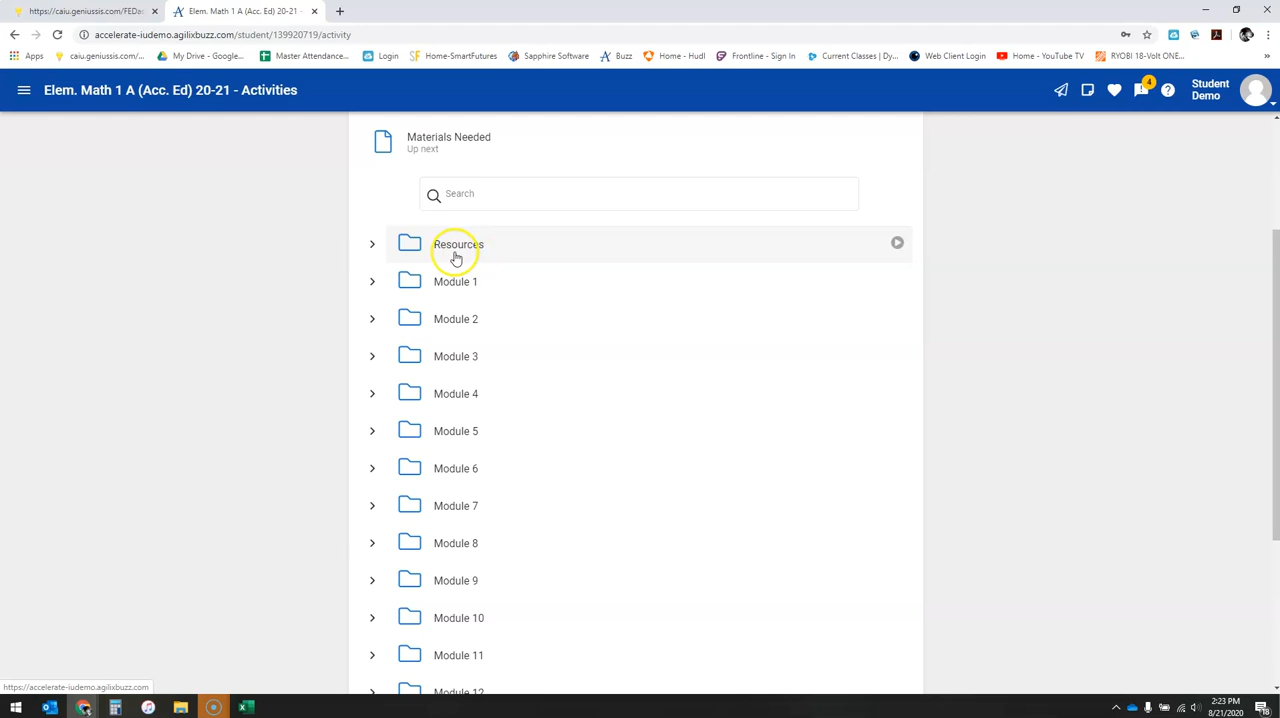 https://caiu.geniussis.com/FEDas
Elem. Math 1 A (Acc. Ed) 20-21 -
accelerate-iudemo.agilixbuzz.com/student/139920719/activity
Apps
caiu.geniussis.com/...
My Drive - Google...
Master Attendance...
Login
Home-SmartFutures
Sapphire Software
Buzz
Home - Hudl
Frontline - Sign In
Current Classes | Dy...
Web Client Login
Home - YouTube TV
RYOBI 18-Volt ONE...
»
Elem. Math 1 A (Acc. Ed) 20-21 - Activities
4
Student
Demo
Materials Needed
Up next
Search
Resources
Module 1
Module 2
Module 3
Module 4
Module 5
Module 6
Module 7
Module 8
Module 9
Module 10
Module 11
Module 12
https://accelerate-iudemo.agilixbuzz.com
2:23 PM
8/21/2020